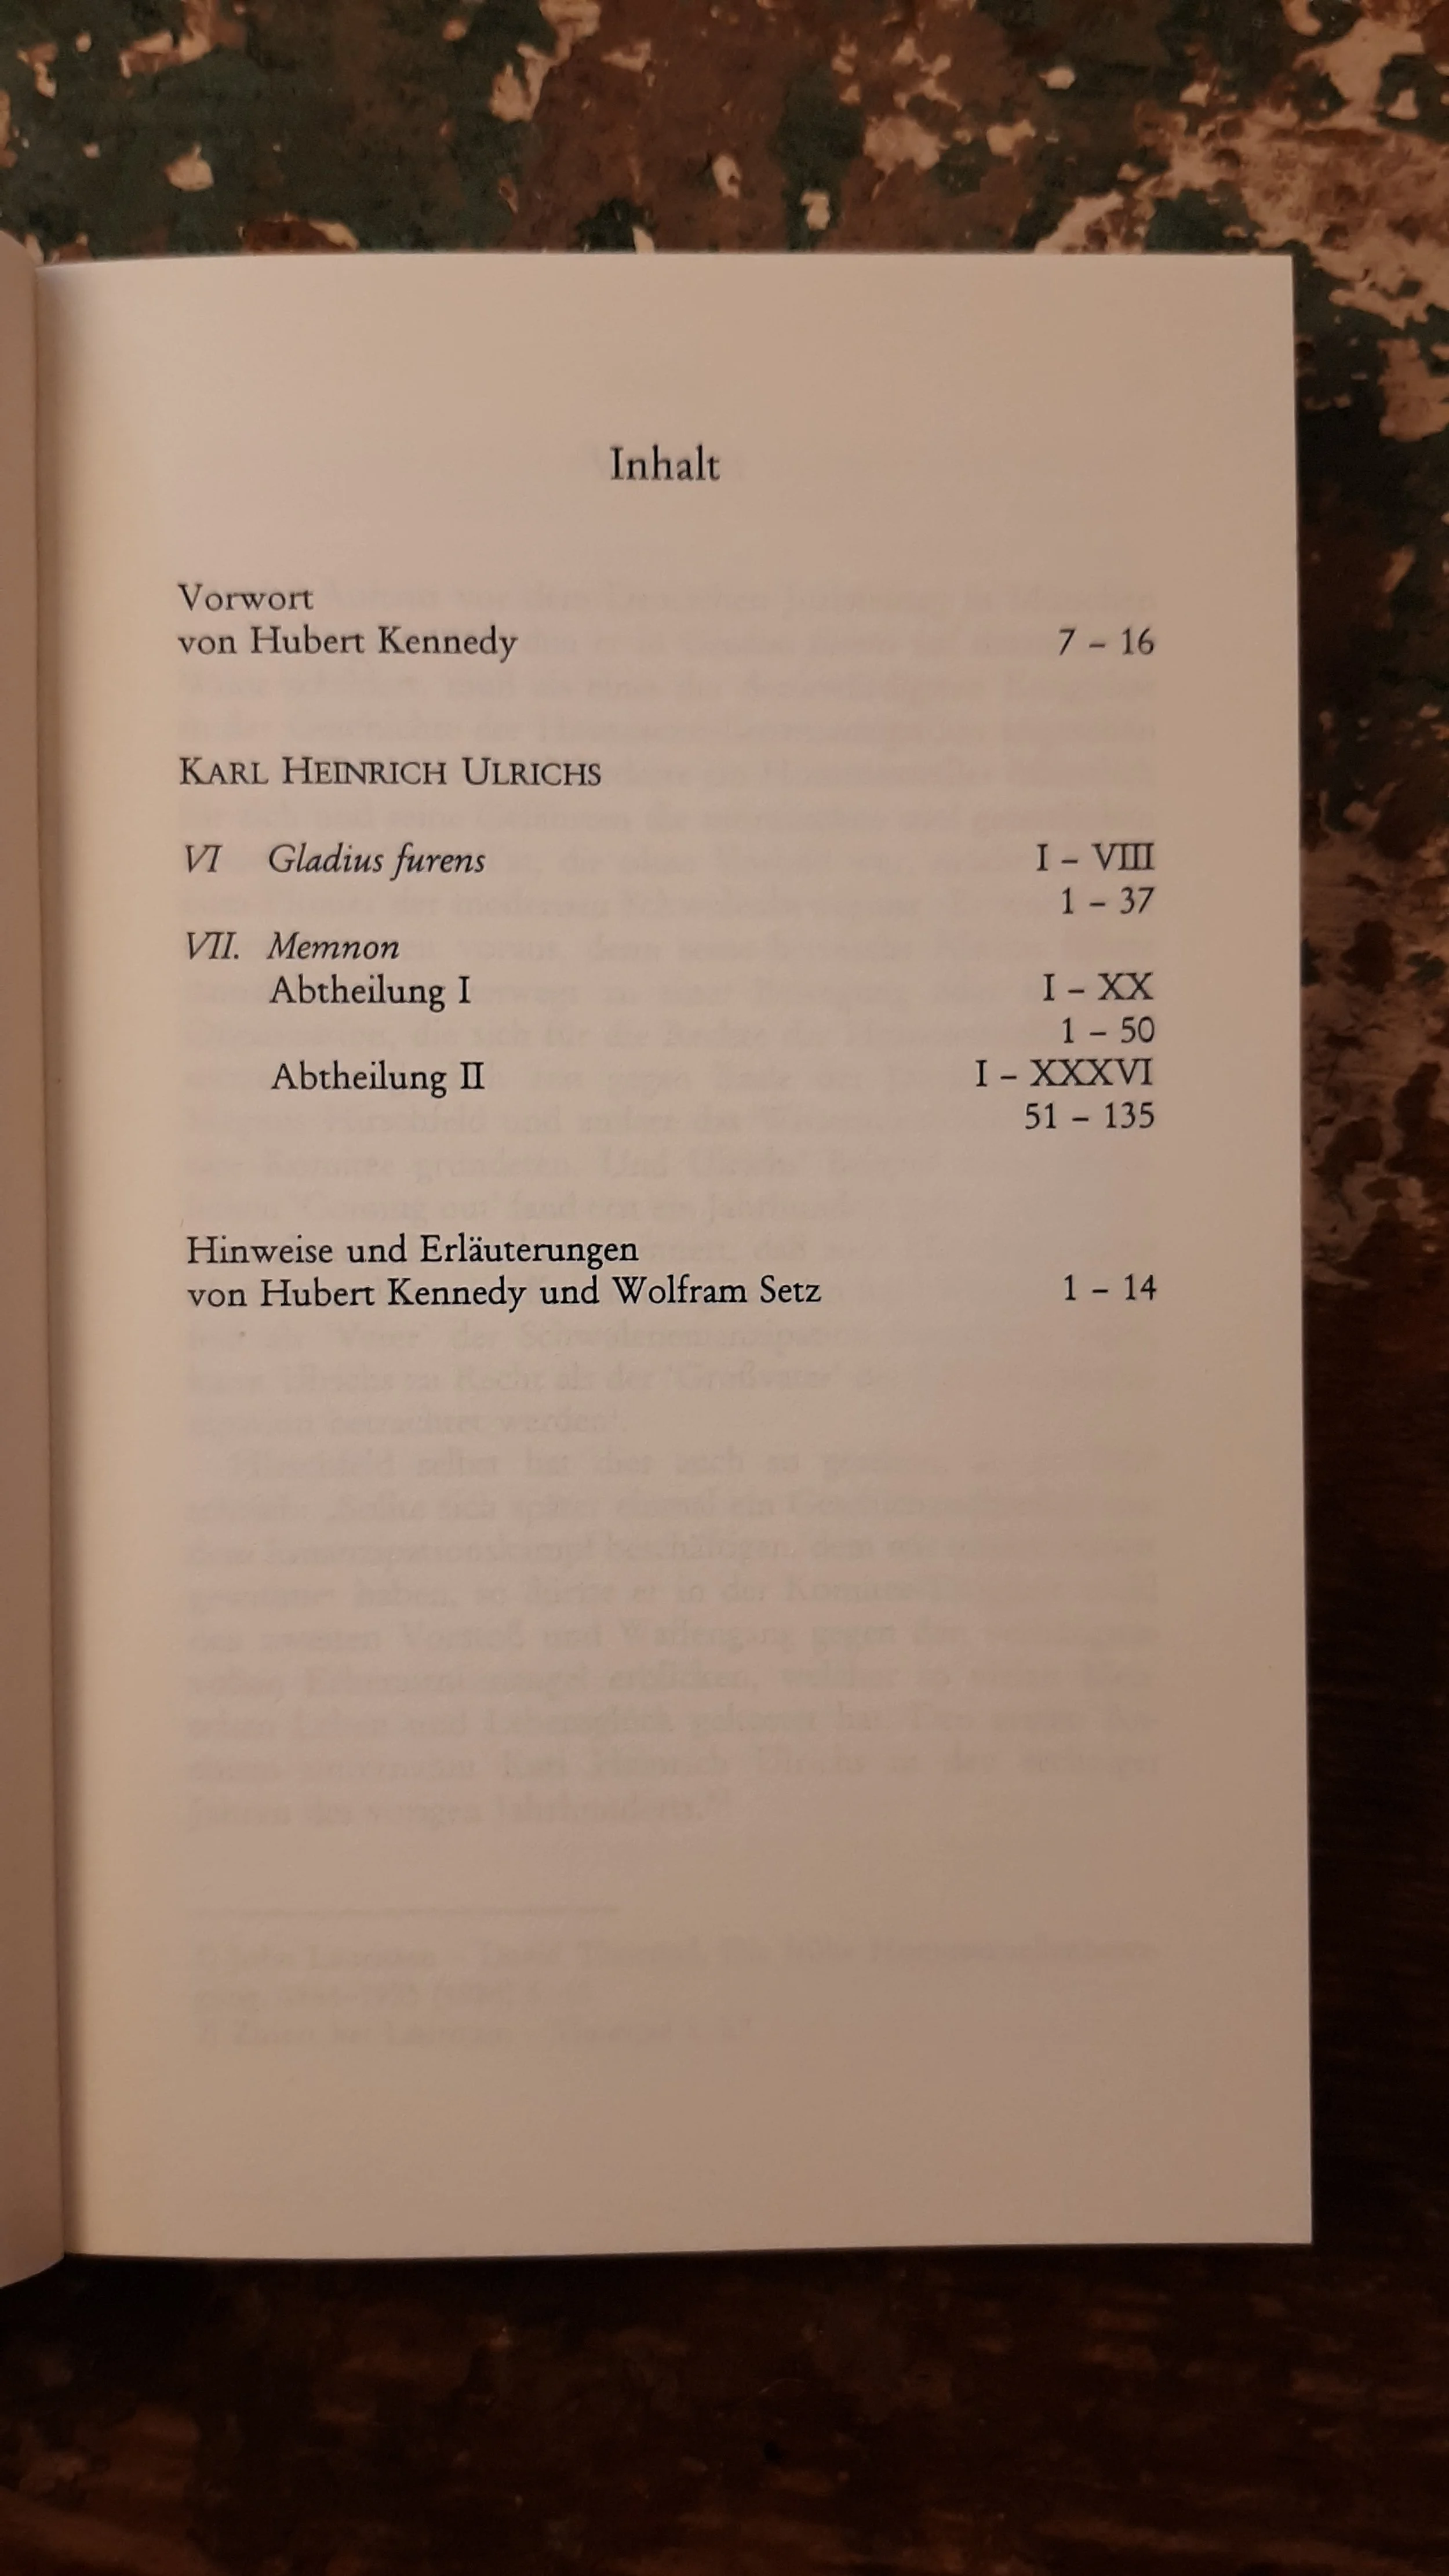 Inhalt
Vorwort
von Hubert Kennedy 7 – 16
KARL HEINRICH ULRICHS
VI Gladius furens I – VIII
1 – 37
VII. Memnon
Abtheilung I I – XX
1 – 50
Abtheilung II I – XXXVI
51 – 135
Hinweise und Erläuterungen
von Hubert Kennedy und Wolfram Setz 1 – 14